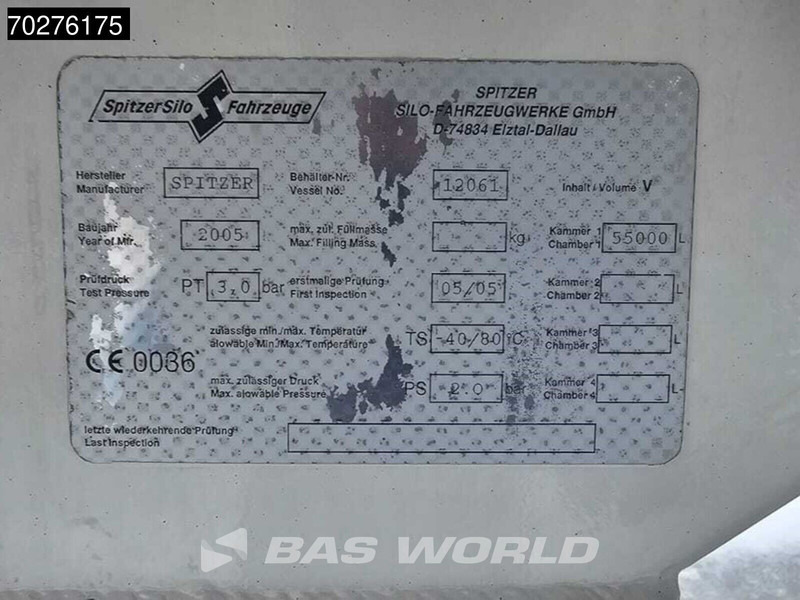 70276175
SpitzerSilo S Fahrzeuge
SPITZER
SILO-FAHRZEUGWERKE GmbH
D-74834 Elztal-Dallau
Hersteller
Manufacturer
SPITZER
Behälter-Nr.
Vessel No.
12061
Inhalt / Volume V
Baujahr
Year of Mfr.
2005
max. zul. Füllmasse
Max. Filling Mass
kg
Kammer 1
Chamber 1
55000 L
Prüfdruck
Test Pressure
PT 3,0 bar
erstmalige Prüfung
First Inspection
05/05
Kammer 2
Chamber 2
L
CE 0036
zulässige min./max. Temperatur
alowable Min./Max. Temperature
TS -40/80 °C
Kammer 3
Chamber 3
L
max. zulässiger Druck
Max. alowable Pressure
PS 2.0 bar
Kammer 4
Chamber 4
L
letzte wiederkehrende Prüfung
Last Inspection
BAS WORLD